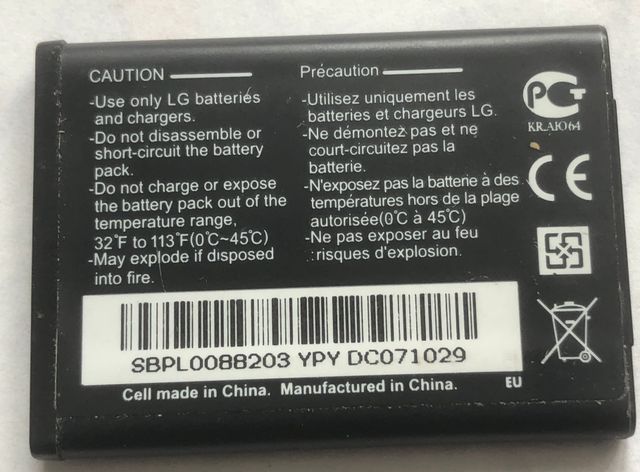 CAUTION
-Use only LG batteries
and chargers.
-Do not disassemble or
short-circuit the battery
pack.
-Do not charge or expose
the battery pack out of the
temperature range,
32°F to 113°F(0°C~45°C)
-May explode if disposed
into fire.
Précaution
-Utilisez uniquement les
batteries et chargeurs LG.
-Ne démontez pas et ne
court-circuitez pas la
batterie.
-N'exposez pas la batterie à des
températures hors de la plage
autorisée(0°C à 45°C)
-Ne pas exposer au feu
:risques d'explosion.
PCT
KR.AЮ64
CE
SBPL0088203 YPY DC071029
Cell made in China. Manufactured in China.
EU